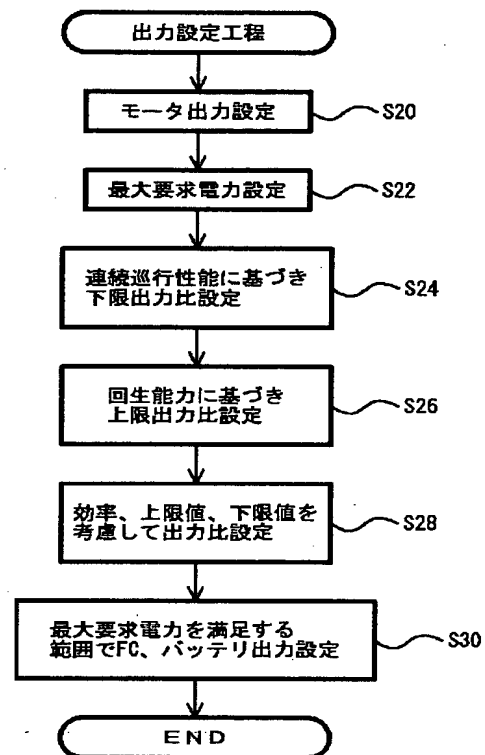 出力設定工程
モータ出力設定
S20
最大要求電力設定
S22
連続巡行性能に基づき
下限出力比設定
S24
回生能力に基づき
上限出力比設定
S26
効率、上限値、下限値を
考慮して出力比設定
S28
最大要求電力を満足する
範囲でFC、バッテリ出力設定
S30
END